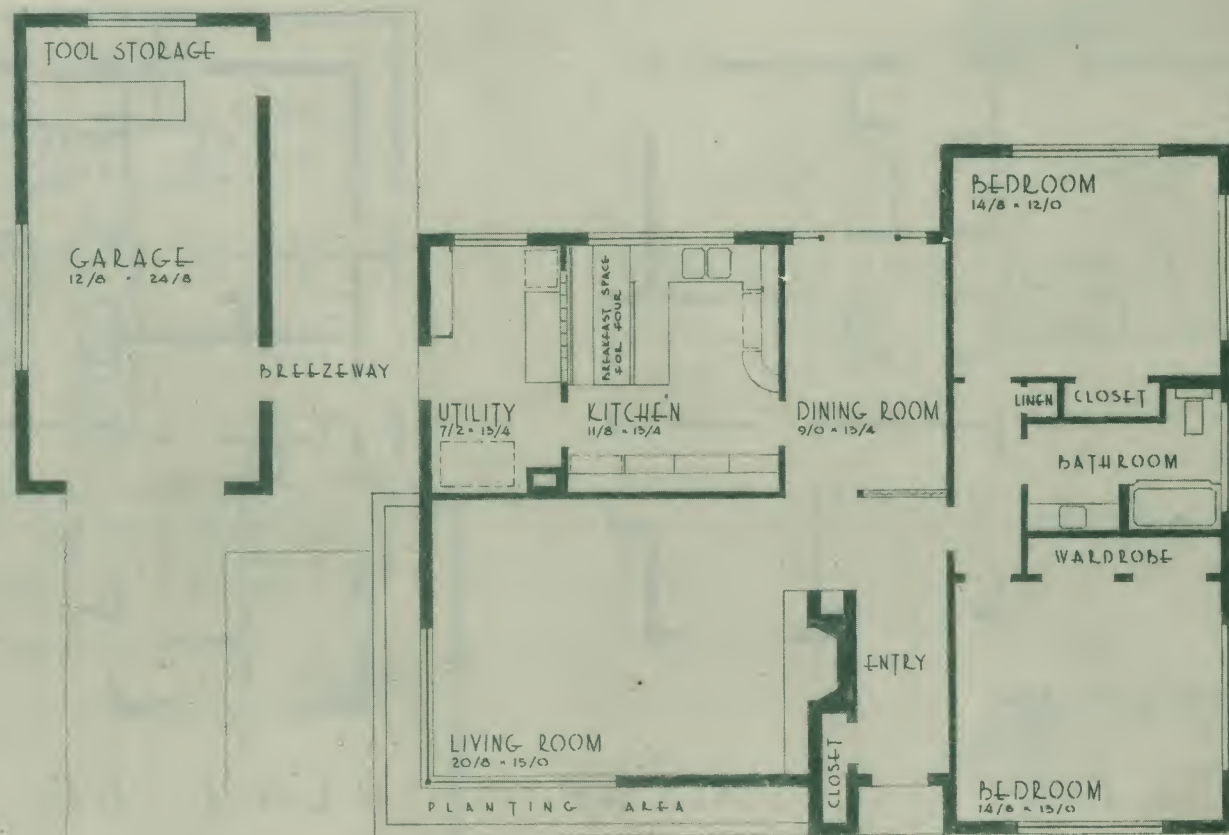 TOOL STORAGE
GARAGE
12/8 × 24/8
BREEZEWAY
UTILITY
7/2 × 13/4
BREAKFAST SPACE
FOR FOUR
KITCHEN
11/8 × 13/4
DINING ROOM
9/0 × 13/4
BEDROOM
14/8 × 12/0
LINEN
CLOSET
BATHROOM
WARDROBE
ENTRY
LIVING ROOM
20/8 × 15/0
CLOSET
PLANTING AREA
BEDROOM
14/8 × 13/0